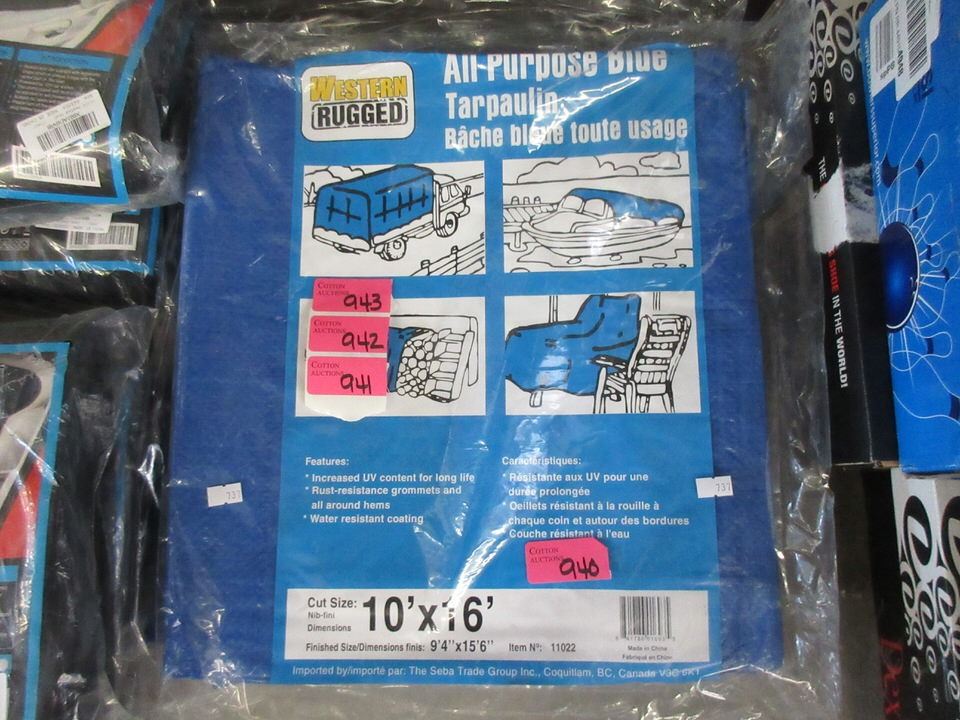 WESTERN
RUGGED
All Purpose Blue
Tarpaulin
Bâche bleue toute usage
COTTON
AUCTIONS
943
COTTON
AUCTIONS
942
COTTON
AUCTIONS
941
Features:
* Increased UV content for long life
* Rust-resistance grommets and
all around hems
* Water resistant coating
Caractéristiques:
* Résistante aux UV pour une
durée prolongée
* Oeillets résistant à la rouille à
chaque coin et autour des bordures
Couche résistant à l'eau
737
737
COTTON
AUCTIONS
940
Cut Size: 10'x16'
Nib-fini
Dimensions
Finished Size/Dimensions finis: 9'4"x15'6" Item Nº: 11022
Made in China
Fabriqué en Chine
Imported by/importé par: The Seba Trade Group Inc., Coquitlam, BC, Canada V3C 6K1
THE
SHOE IN THE WORLD!